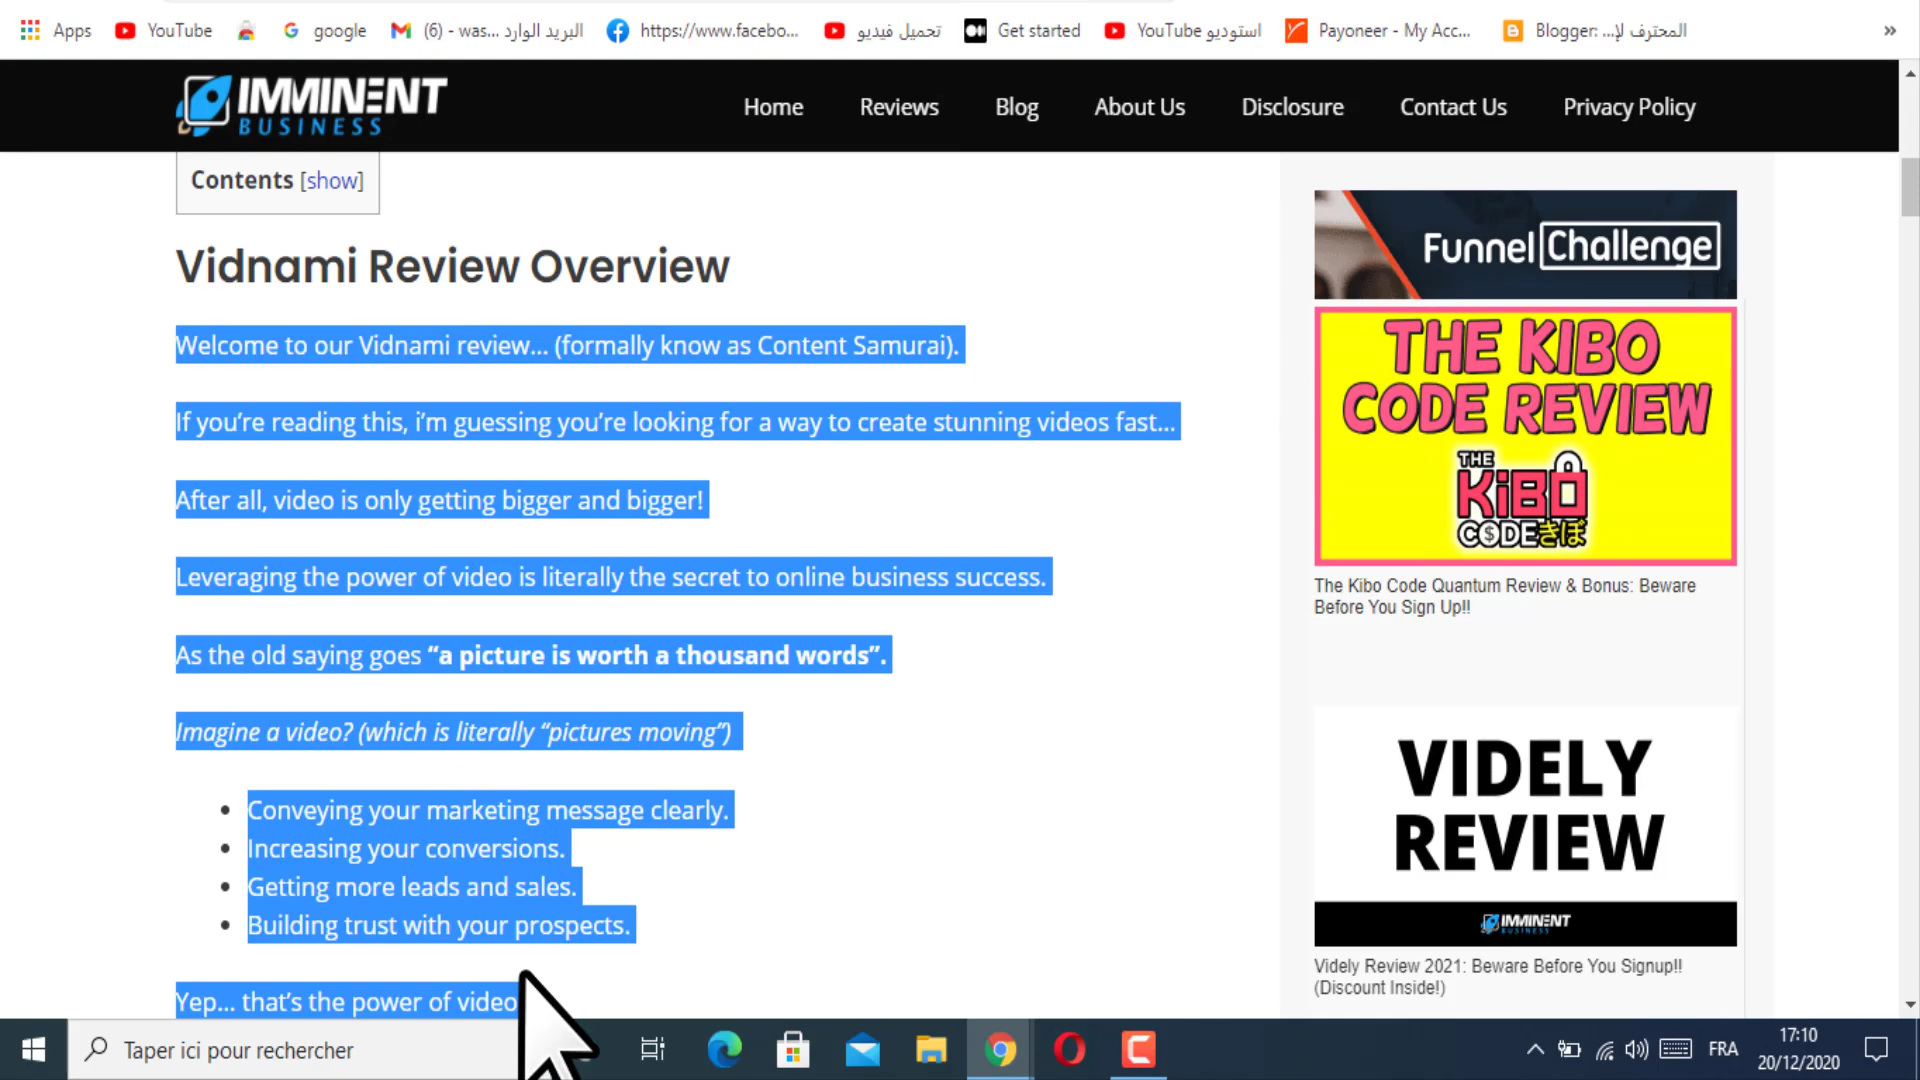 Apps
YouTube
google
(6) - was... البريد الوارد
https://www.facebo...
تحميل فيديو
Get started
استوديو YouTube
Payoneer - My Acc...
Blogger: ...المحترف لإ
»
IMMINENT
BUSINESS
Home
Reviews
Blog
About Us
Disclosure
Contact Us
Privacy Policy
Contents [show]
Vidnami Review Overview
Welcome to our Vidnami review... (formally know as Content Samurai).
If you're reading this, i'm guessing you're looking for a way to create stunning videos fast...
After all, video is only getting bigger and bigger!
Leveraging the power of video is literally the secret to online business success.
As the old saying goes “a picture is worth a thousand words”.
Imagine a video? (which is literally “pictures moving”)
Conveying your marketing message clearly.
Increasing your conversions.
Getting more leads and sales.
Building trust with your prospects.
Yep... that's the power of video
Funnel Challenge
THE KIBO
CODE REVIEW
THE
KiBO
C$DEきぼ
The Kibo Code Quantum Review & Bonus: Beware
Before You Sign Up!!
VIDELY
REVIEW
IMMINENT
BUSINESS
Videly Review 2021: Beware Before You Signup!!
(Discount Inside!)
Taper ici pour rechercher
FRA
17:10
20/12/2020